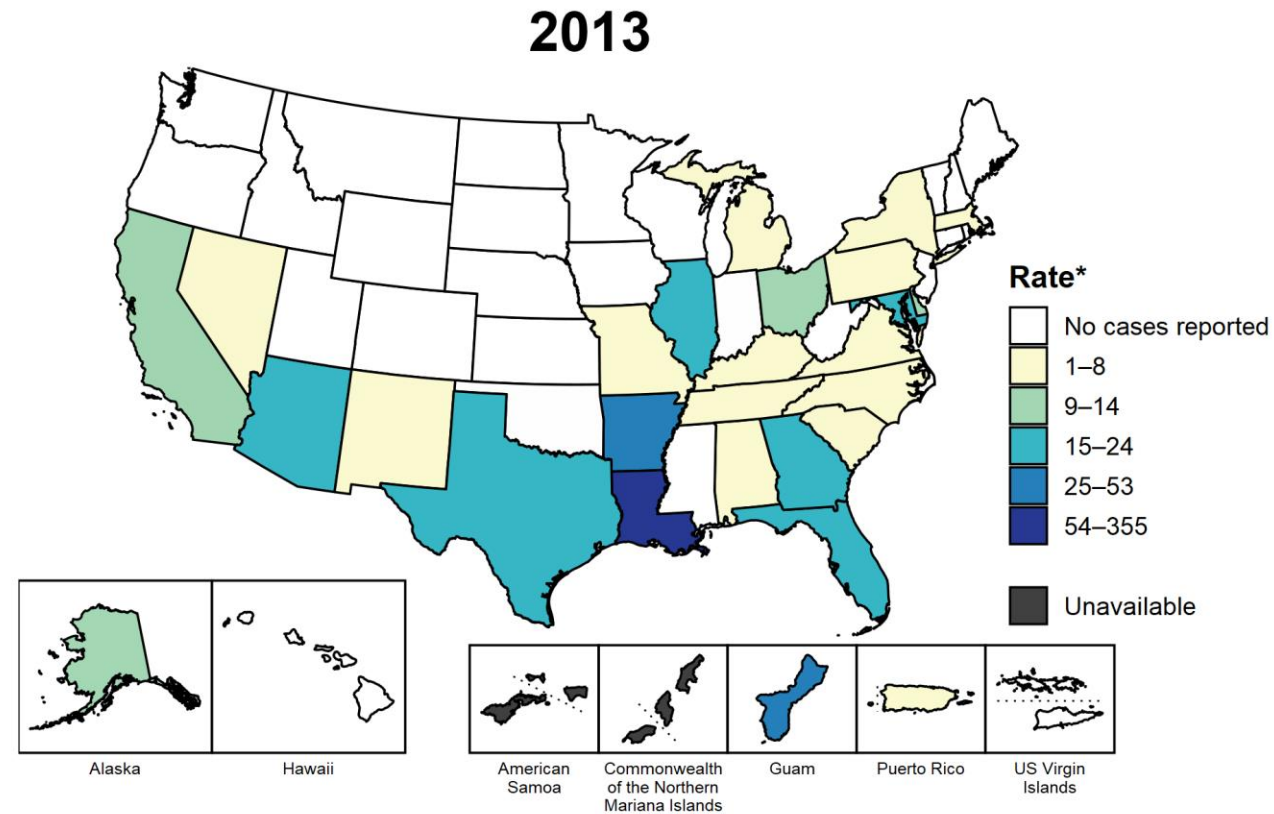 2013
Rate*
No cases reported
1–8
9–14
15–24
25–53
54–355
Unavailable
Alaska
Hawaii
American
Samoa
Commonwealth
of the Northern
Mariana Islands
Guam
Puerto Rico
US Virgin
Islands